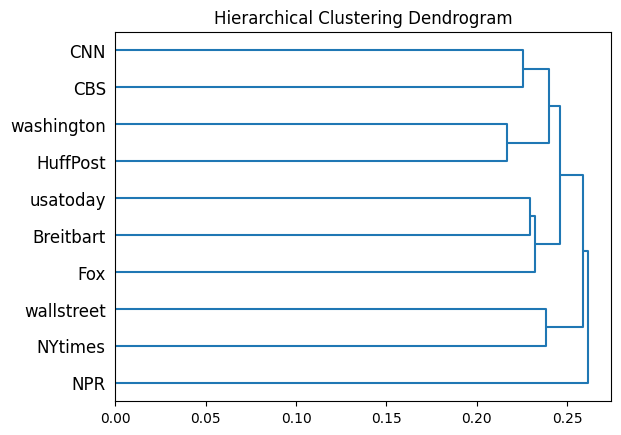 Hierarchical Clustering Dendrogram
CNN
CBS
washington
HuffPost
usatoday
Breitbart
Fox
wallstreet
NYtimes
NPR
0.00 0.05 0.10 0.15 0.20 0.25